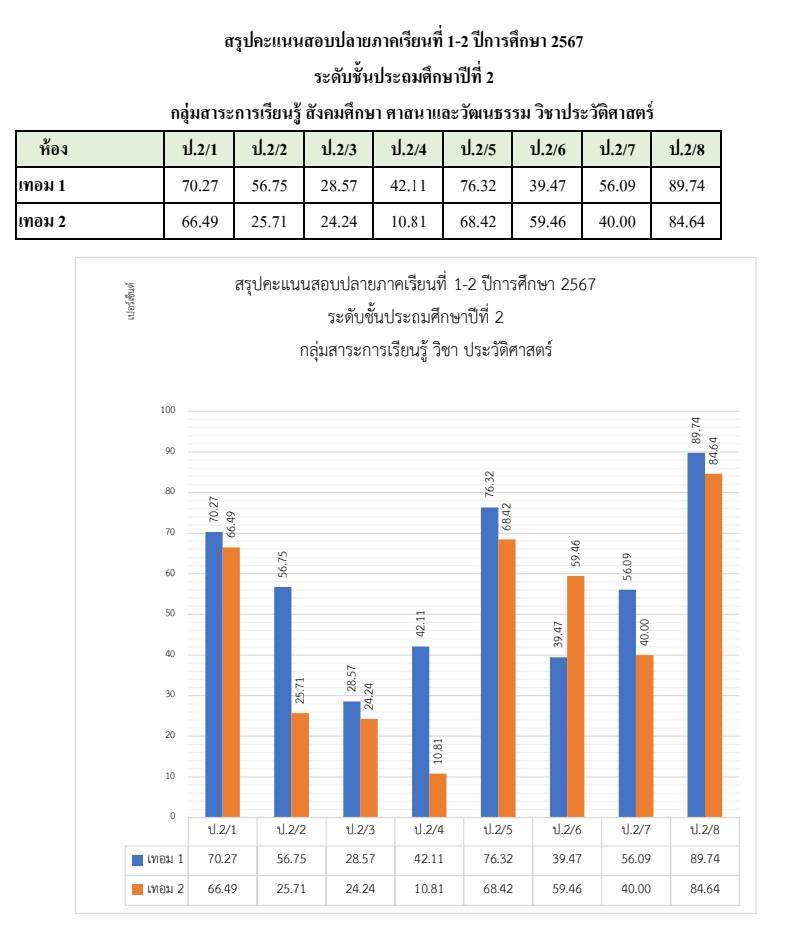 สรุปคะแนนสอบปลายภาคเรียนที่ 1-2 ปีการศึกษา 2567
ระดับชั้นประถมศึกษาปีที่ 2
กลุ่มสาระการเรียนรู้ สังคมศึกษา ศาสนาและวัฒนธรรม วิชาประวัติศาสตร์
ห้อง ป.2/1 ป.2/2 ป.2/3 ป.2/4 ป.2/5 ป.2/6 ป.2/7 ป.2/8
เทอม 1 70.27 56.75 28.57 42.11 76.32 39.47 56.09 89.74
เทอม 2 66.49 25.71 24.24 10.81 68.42 59.46 40.00 84.64
เปอร์เซ็นต์
สรุปคะแนนสอบปลายภาคเรียนที่ 1-2 ปีการศึกษา 2567
ระดับชั้นประถมศึกษาปีที่ 2
กลุ่มสาระการเรียนรู้ วิชา ประวัติศาสตร์
100
90
80
70
60
50
40
30
20
10
0
70.27
66.49
56.75
25.71
28.57
24.24
42.11
10.81
76.32
68.42
39.47
59.46
56.09
40.00
89.74
84.64
ป.2/1 ป.2/2 ป.2/3 ป.2/4 ป.2/5 ป.2/6 ป.2/7 ป.2/8
เทอม 1 70.27 56.75 28.57 42.11 76.32 39.47 56.09 89.74
เทอม 2 66.49 25.71 24.24 10.81 68.42 59.46 40.00 84.64